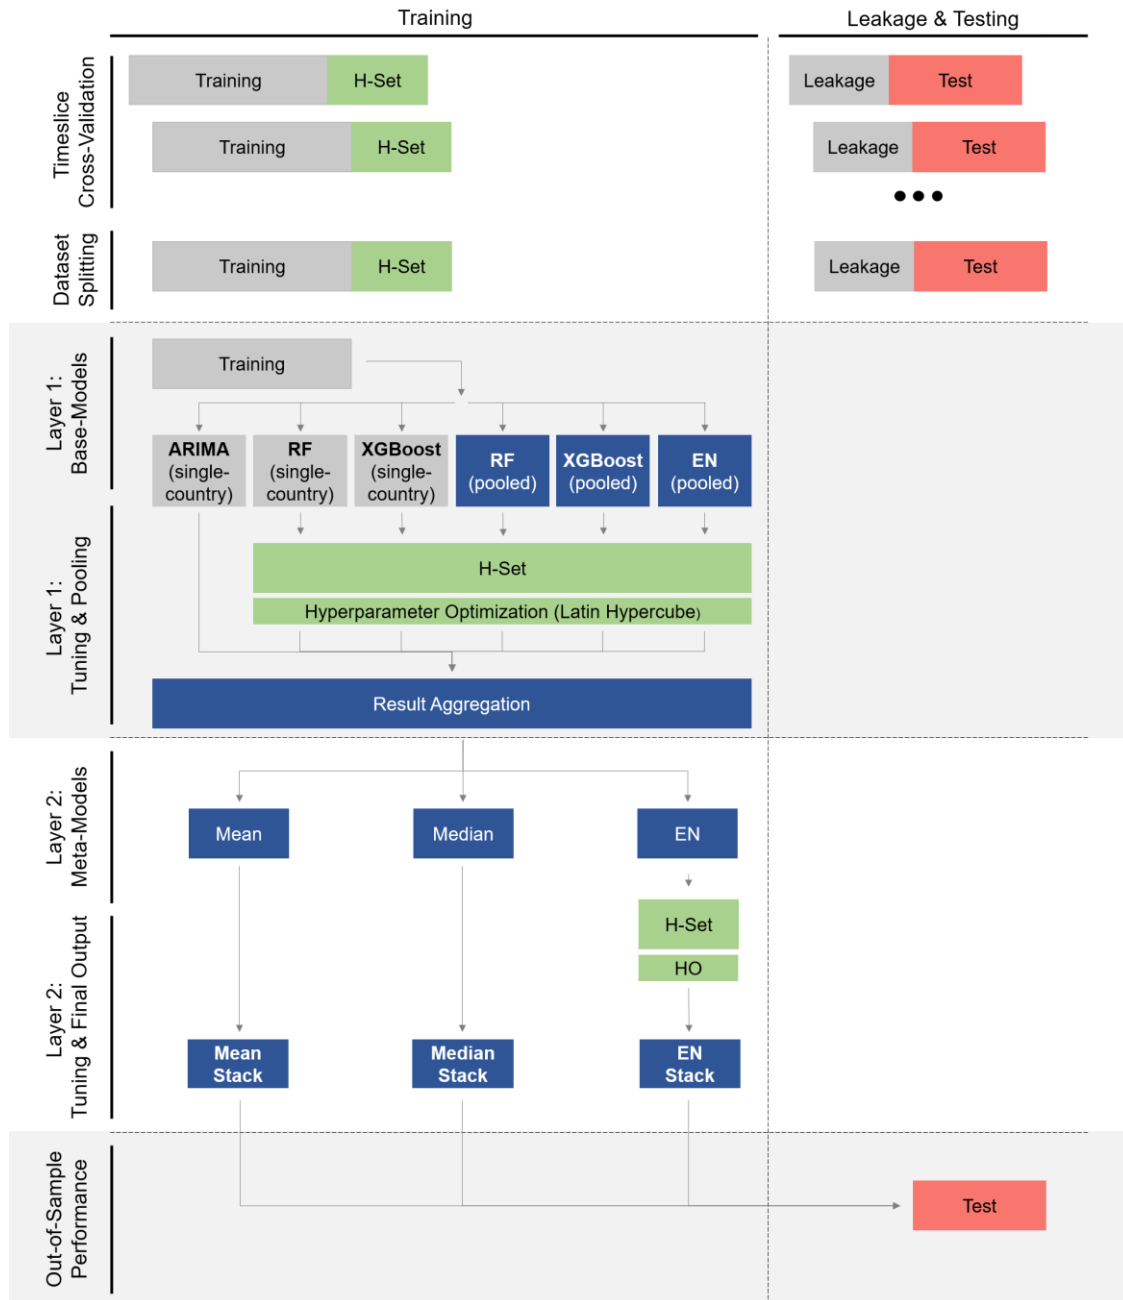 Training
Leakage & Testing
Timeslice
Cross-Validation
Training
H-Set
Leakage
Test
Training
H-Set
Leakage
Test
•••
Dataset
Splitting
Training
H-Set
Leakage
Test
Layer 1:
Base-Models
Training
ARIMA
(single-
country)
RF
(single-
country)
XGBoost
(single-
country)
RF
(pooled)
XGBoost
(pooled)
EN
(pooled)
Layer 1:
Tuning & Pooling
H-Set
Hyperparameter Optimization (Latin Hypercube)
Result Aggregation
Layer 2:
Meta-Models
Mean
Median
EN
Layer 2:
Tuning & Final Output
H-Set
HO
Mean
Stack
Median
Stack
EN
Stack
Out-of-Sample
Performance
Test